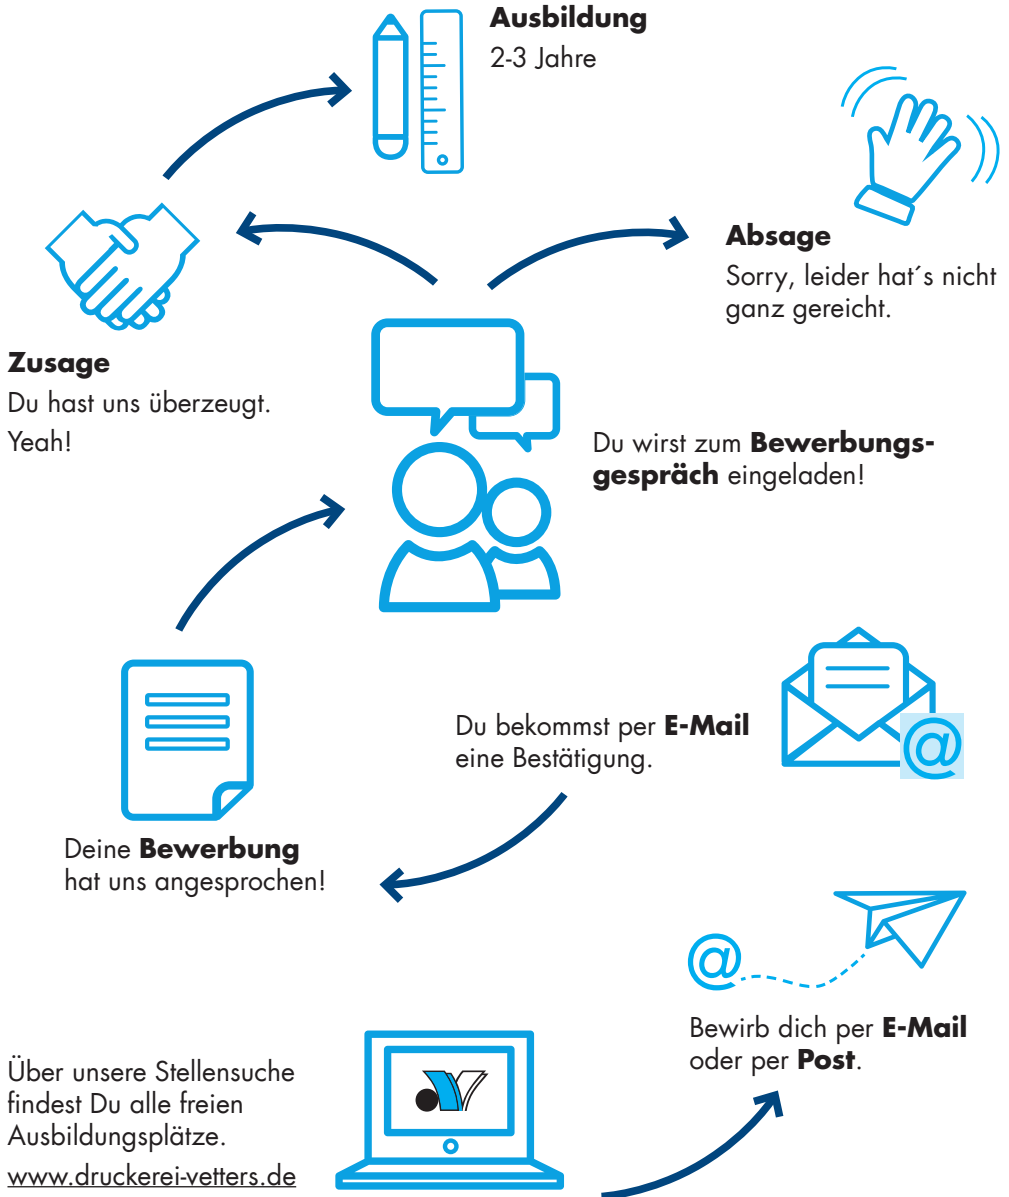 Ausbildung
2-3 Jahre
Absage
Sorry, leider hat´s nicht
ganz gereicht.
Zusage
Du hast uns überzeugt.
Yeah!
Du wirst zum Bewerbungs-
gespräch eingeladen!
Du bekommst per E-Mail
eine Bestätigung.
@
Deine Bewerbung
hat uns angesprochen!
@
Bewirb dich per E-Mail
oder per Post.
Über unsere Stellensuche
findest Du alle freien
Ausbildungsplätze.
www.druckerei-vetters.de